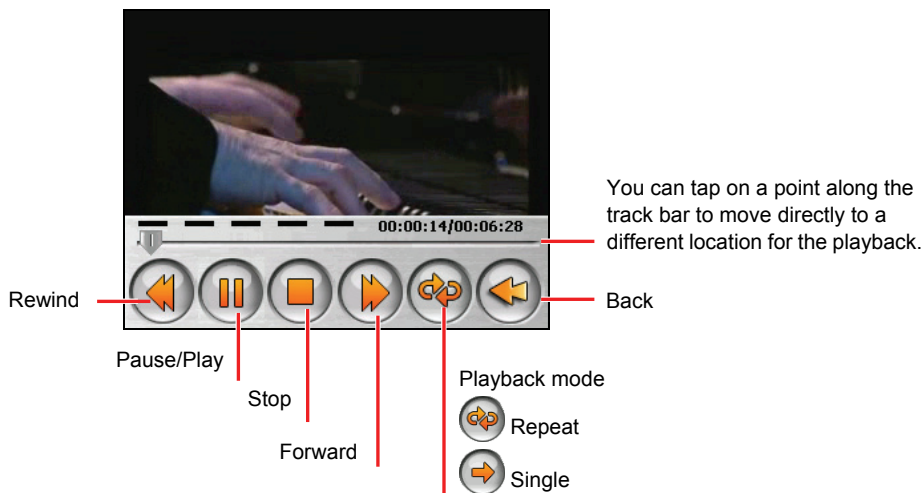 00:00:14/00:06:28
You can tap on a point along the
track bar to move directly to a
different location for the playback.
Rewind
Back
Pause/Play
Stop
Forward
Playback mode
Repeat
Single